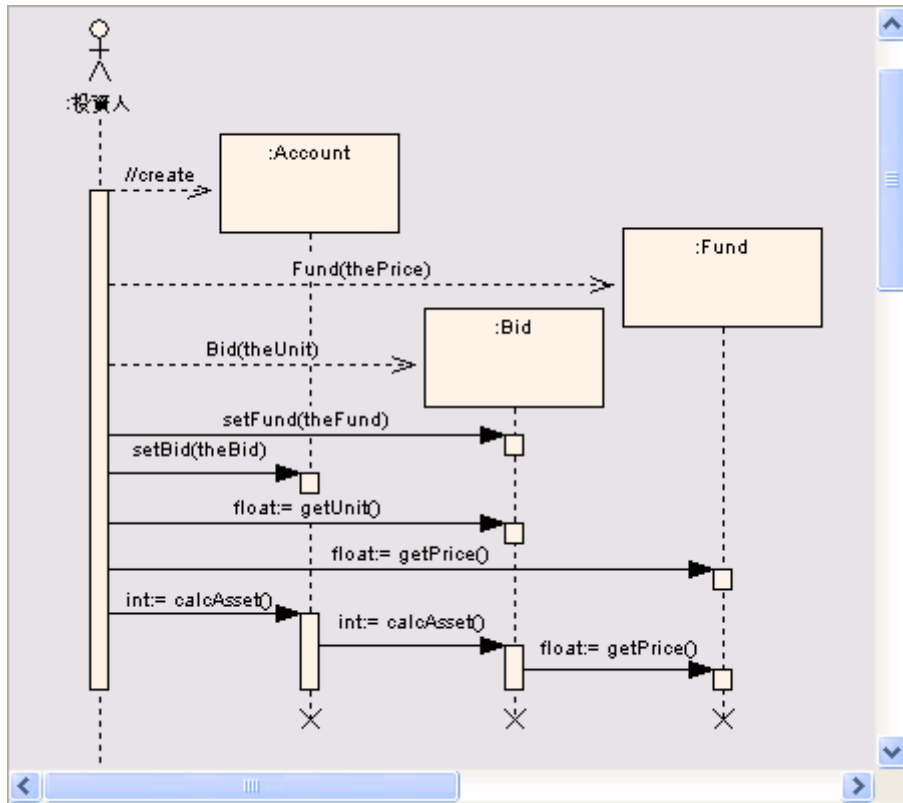 :投資人
:Account
//create
:Fund
Fund(thePrice)
:Bid
Bid(theUnit)
setFund(theFund)
setBid(theBid)
float:= getUnit()
float:= getPrice()
int:= calcAsset()
int:= calcAsset()
float:= getPrice()